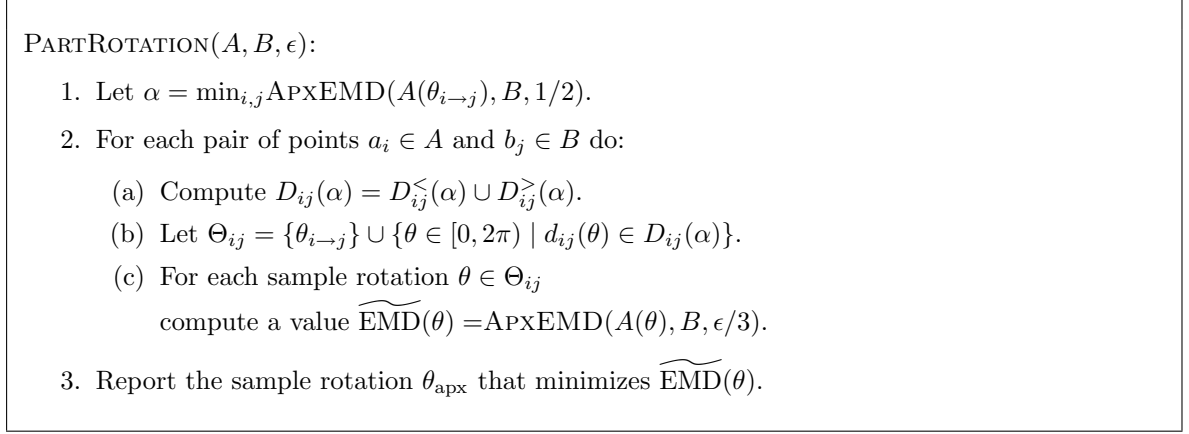 PARTROTATION(A, B, ϵ):
1. Let α = min_{i,j} APXEMD(A(θ_{i→j}), B, 1/2).
2. For each pair of points a_i ∈ A and b_j ∈ B do:
(a) Compute D_{ij}(α) = D^<_{ij}(α) ∪ D^>_{ij}(α).
(b) Let Θ_{ij} = {θ_{i→j}} ∪ {θ ∈ [0, 2π) | d_{ij}(θ) ∈ D_{ij}(α)}.
(c) For each sample rotation θ ∈ Θ_{ij}
compute a value \widetilde{EMD}(θ) =APXEMD(A(θ), B, ϵ/3).
3. Report the sample rotation θ_{apx} that minimizes \widetilde{EMD}(θ).